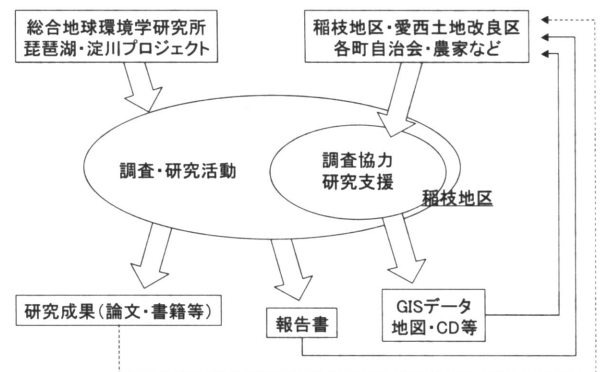 総合地球環境学研究所
琵琶湖・淀川プロジェクト
稲枝地区・愛西土地改良区
各町自治会・農家など
調査・研究活動
調査協力
研究支援
稲枝地区
研究成果(論文・書籍等)
報告書
GISデータ
地図・CD等